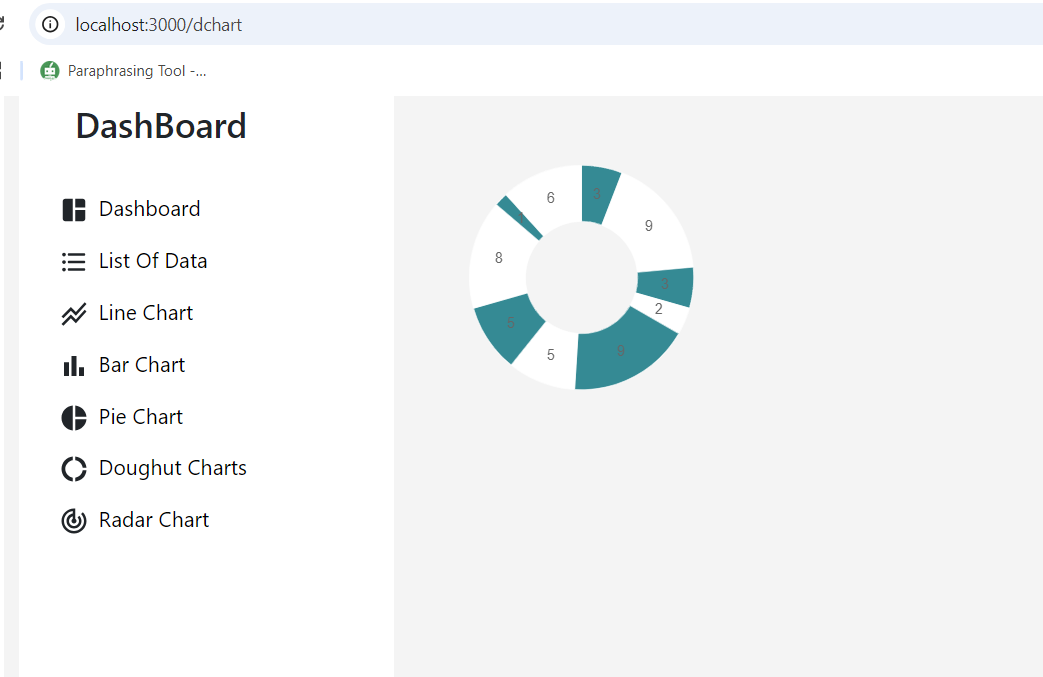 localhost:3000/dchart
Paraphrasing Tool -...
DashBoard
Dashboard
List Of Data
Line Chart
Bar Chart
Pie Chart
Doughut Charts
Radar Chart
3
9
3
2
9
5
5
8
6